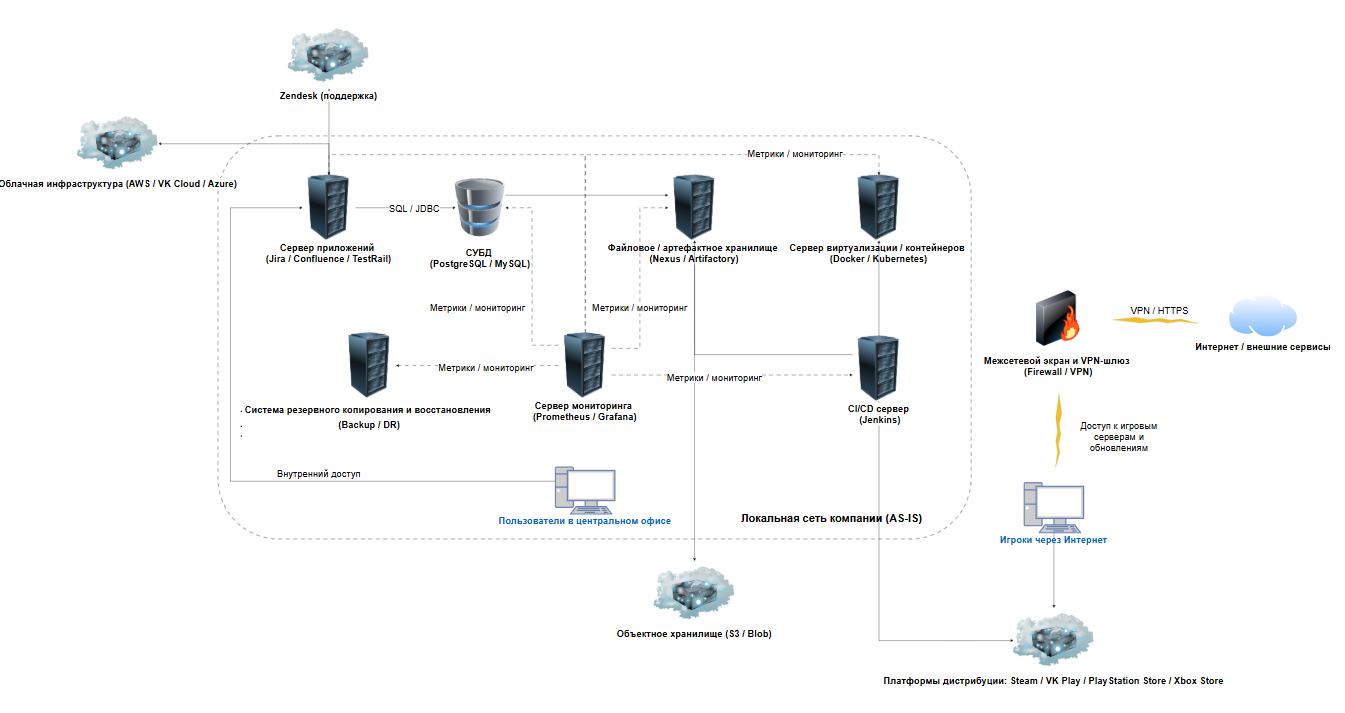 Zendesk (поддержка)
Облачная инфраструктура (AWS / VK Cloud / Azure)
Метрики / мониторинг
SQL / JDBC
Сервер приложений
(Jira / Confluence / TestRail)
СУБД
(PostgreSQL / MySQL)
Файловое / артефактное хранилище
(Nexus / Artifactory)
Сервер виртуализации / контейнеров
(Docker / Kubernetes)
Метрики / мониторинг
Метрики / мониторинг
VPN / HTTPS
Межсетевой экран и VPN-шлюз
(Firewall / VPN)
Интернет / внешние сервисы
Метрики / мониторинг
Метрики / мониторинг
Система резервного копирования и восстановления
(Backup / DR)
Сервер мониторинга
(Prometheus / Grafana)
CI/CD сервер
(Jenkins)
Доступ к игровым
серверам и
обновлениям
Внутренний доступ
Пользователи в центральном офисе
Локальная сеть компании (AS-IS)
Игроки через Интернет
Объектное хранилище (S3 / Blob)
Платформы дистрибуции: Steam / VK Play / PlayStation Store / Xbox Store